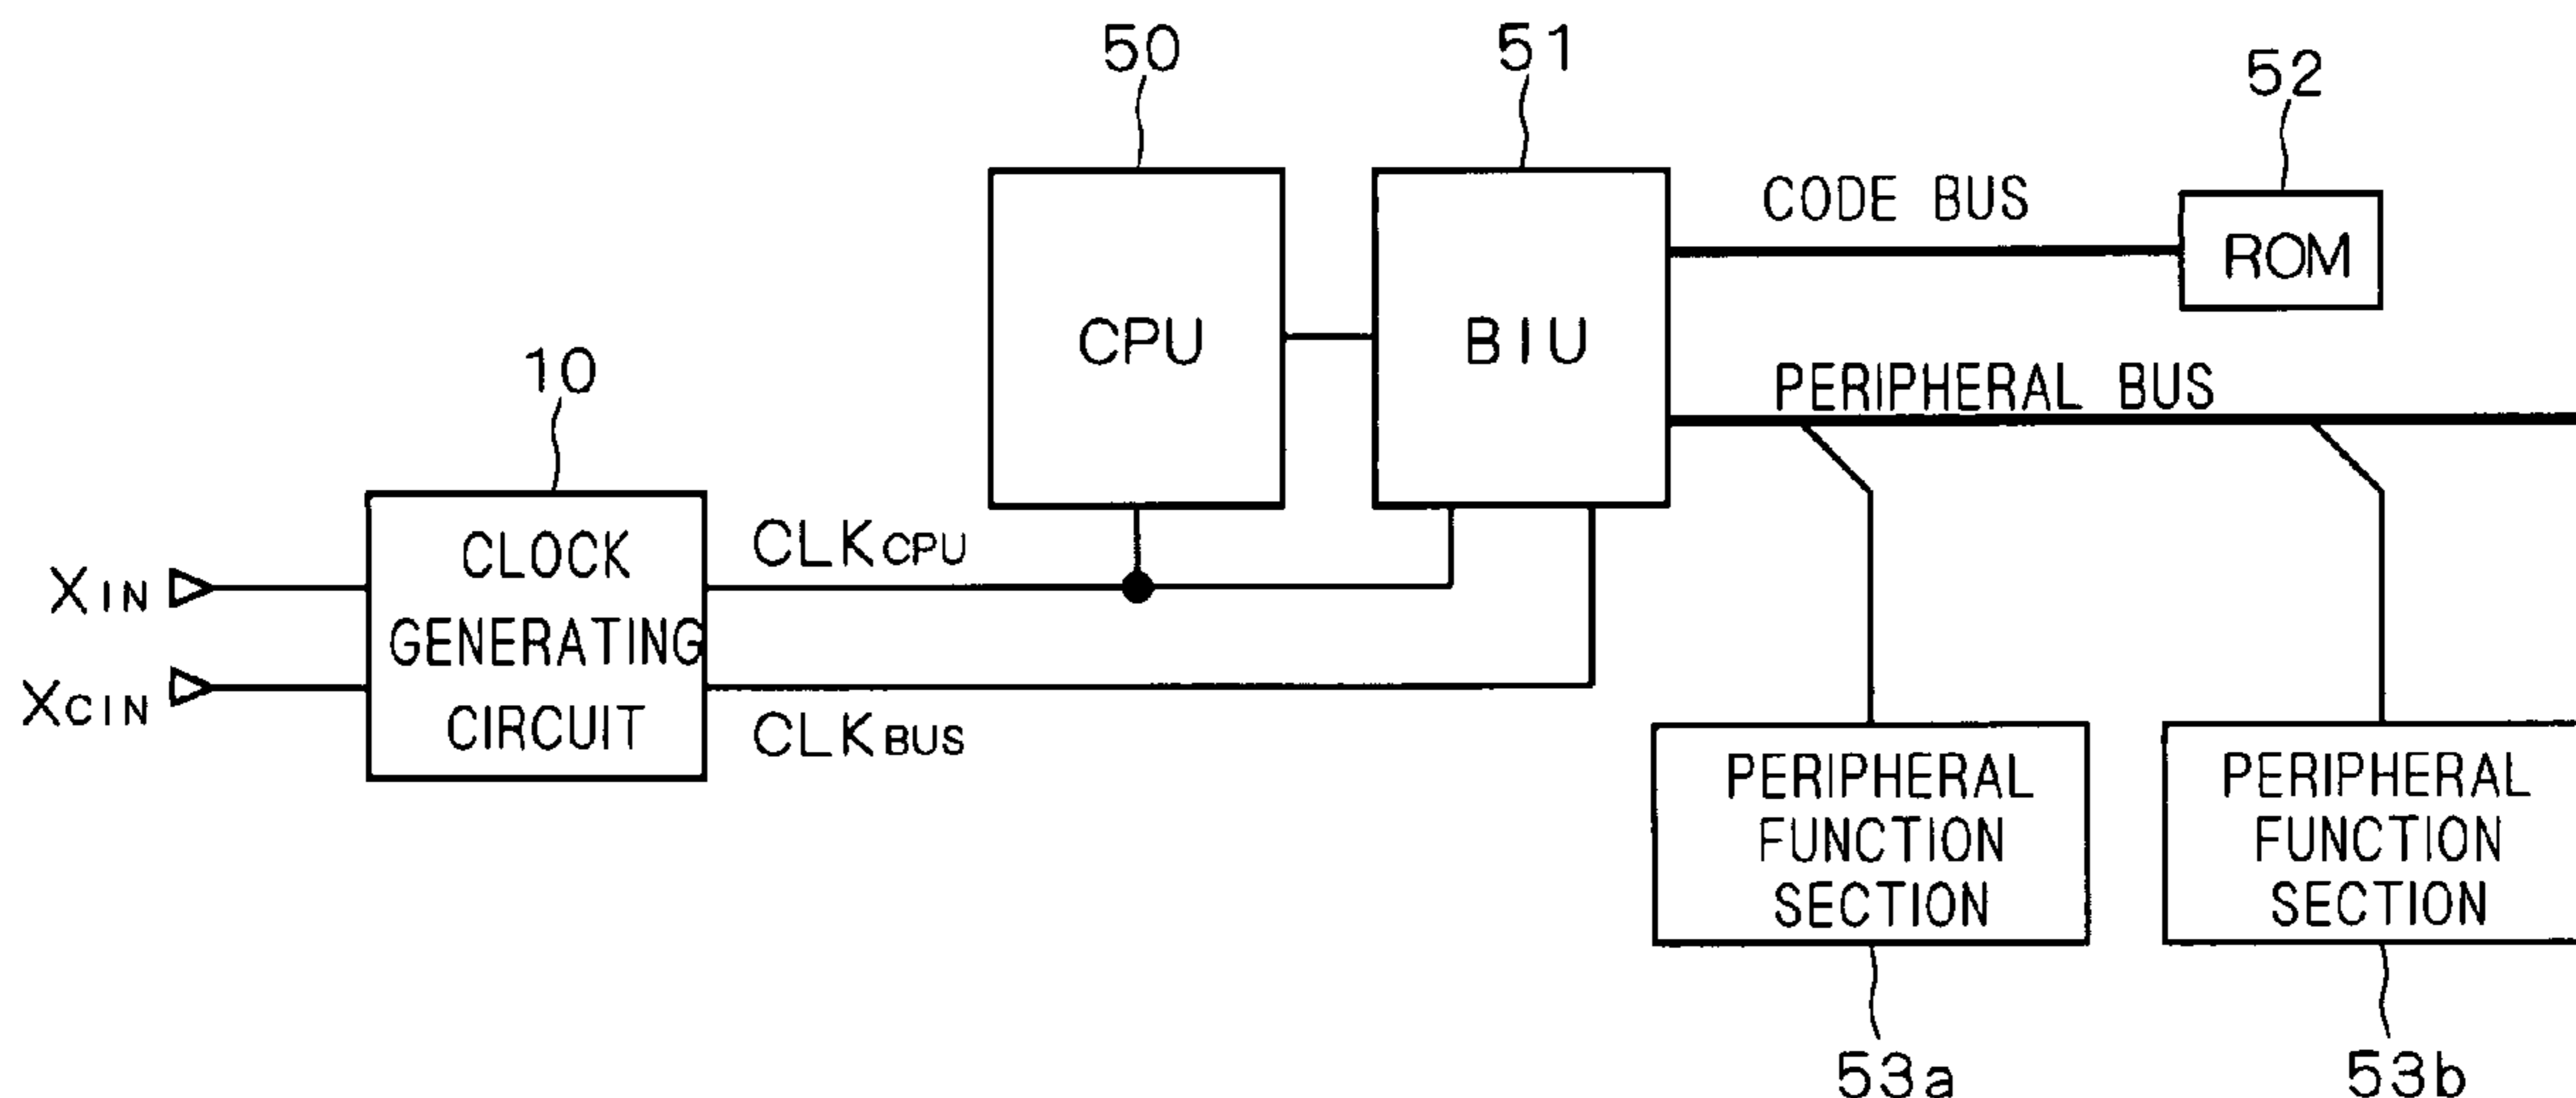 50
51
52
CODE BUS
ROM
CPU
BIU
PERIPHERAL BUS
10
CLOCK
GENERATING
CIRCUIT
XIN
XCIN
CLKCPU
CLKBUS
PERIPHERAL
FUNCTION
SECTION
PERIPHERAL
FUNCTION
SECTION
53a
53b